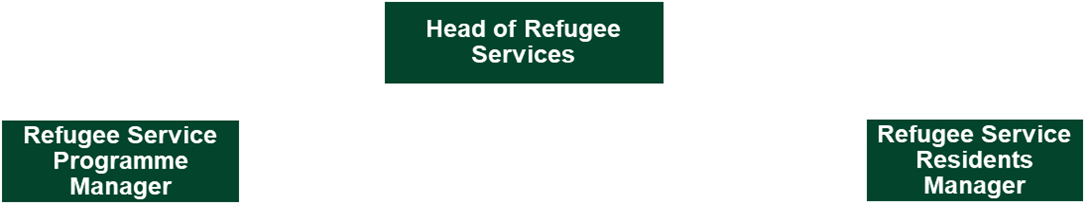 Head of Refugee
Services
Refugee Service
Programme
Manager
Refugee Service
Residents
Manager